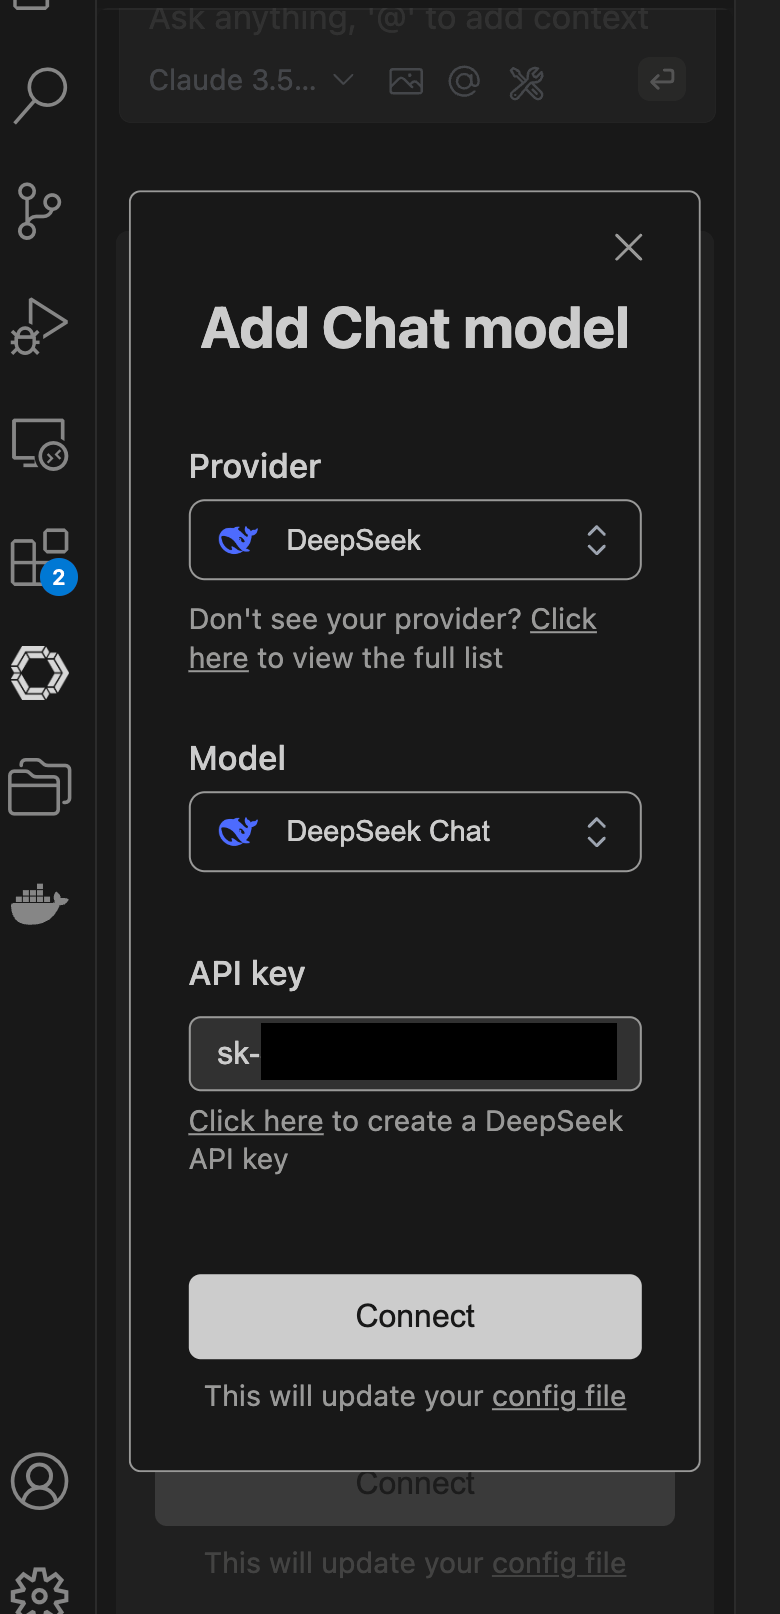 Ask anything, '@' to add context
Claude 3.5...
Add Chat model
Provider
DeepSeek
Don't see your provider? Click
here to view the full list
Model
DeepSeek Chat
2
API key
sk-
Click here to create a DeepSeek
API key
Connect
This will update your config file
Connect
This will update your config file